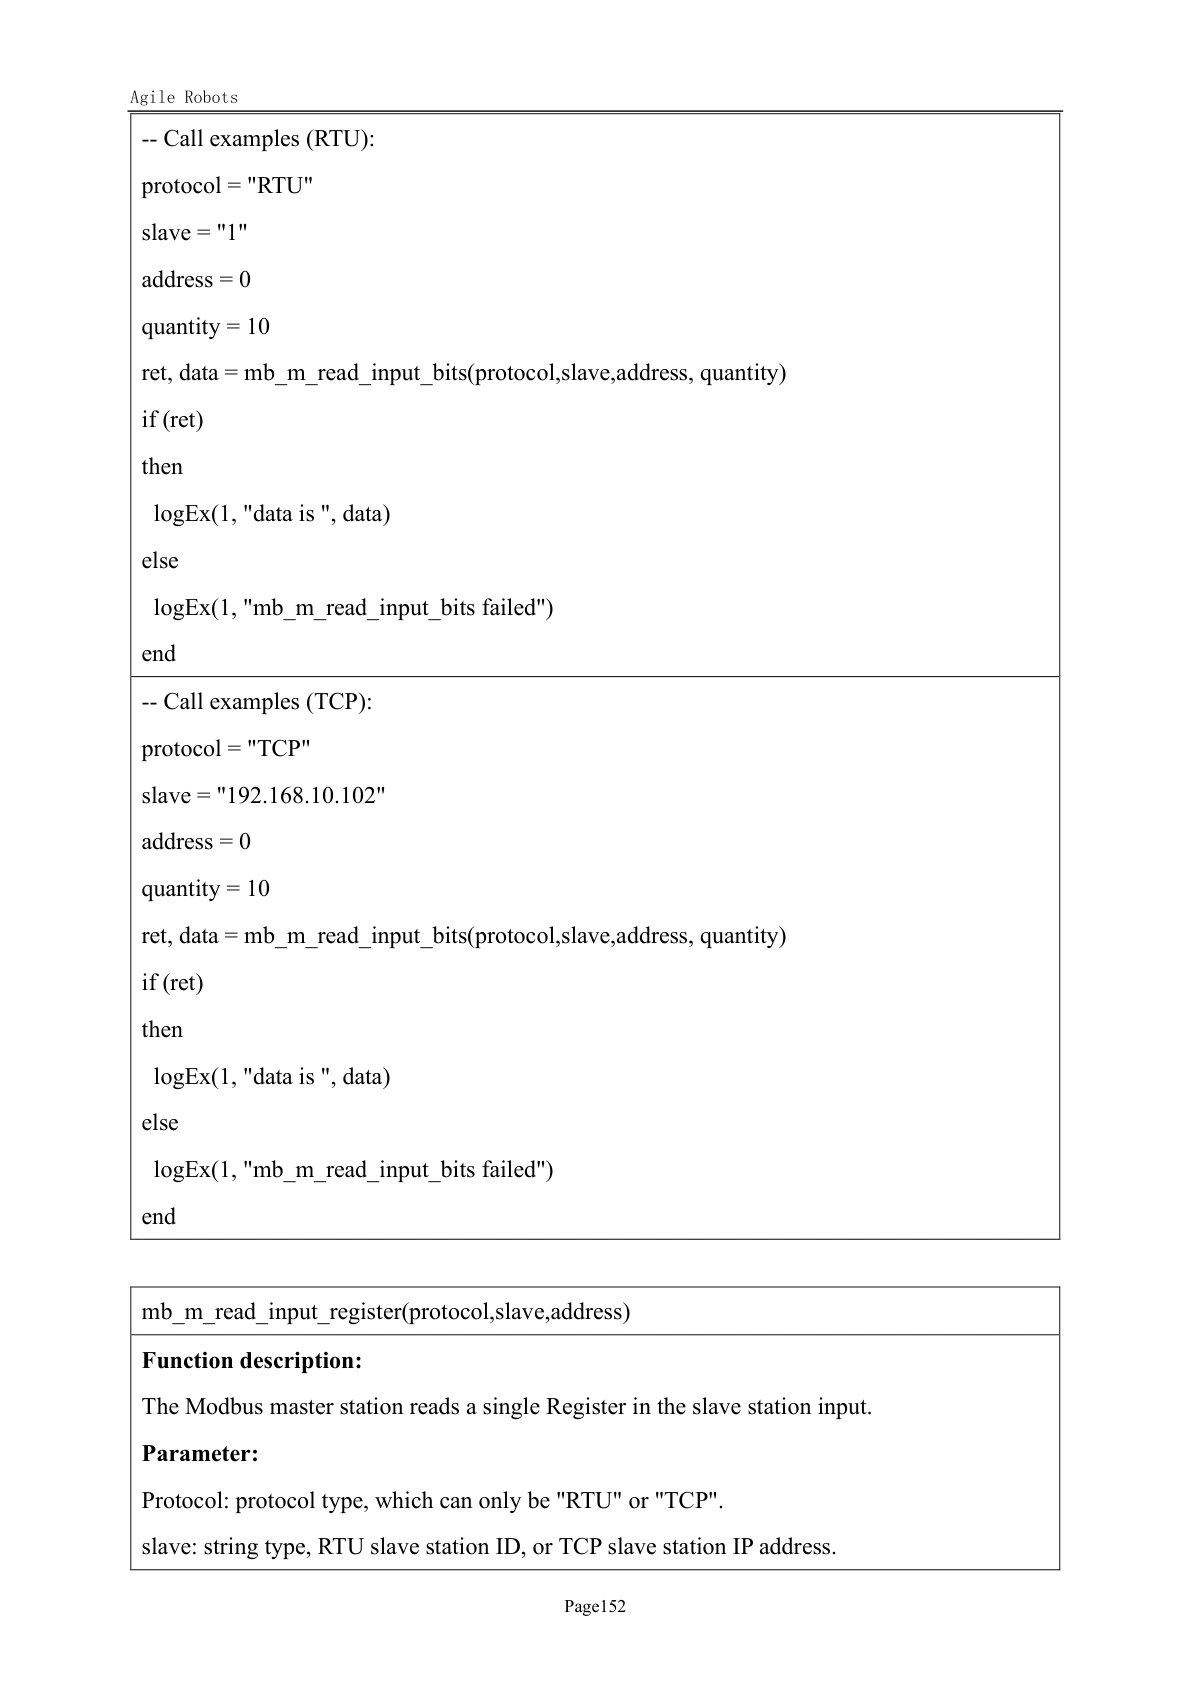 Agile Robots
-- Call examples (RTU):
protocol = "RTU"
slave = "1"
address = 0
quantity = 10
ret, data = mb_m_read_input_bits(protocol,slave,address, quantity)
if (ret)
then
  logEx(1, "data is ", data)
else
  logEx(1, "mb_m_read_input_bits failed")
end
-- Call examples (TCP):
protocol = "TCP"
slave = "192.168.10.102"
address = 0
quantity = 10
ret, data = mb_m_read_input_bits(protocol,slave,address, quantity)
if (ret)
then
  logEx(1, "data is ", data)
else
  logEx(1, "mb_m_read_input_bits failed")
end
mb_m_read_input_register(protocol,slave,address)
Function description:
The Modbus master station reads a single Register in the slave station input.
Parameter:
Protocol: protocol type, which can only be "RTU" or "TCP".
slave: string type, RTU slave station ID, or TCP slave station IP address.
Page152